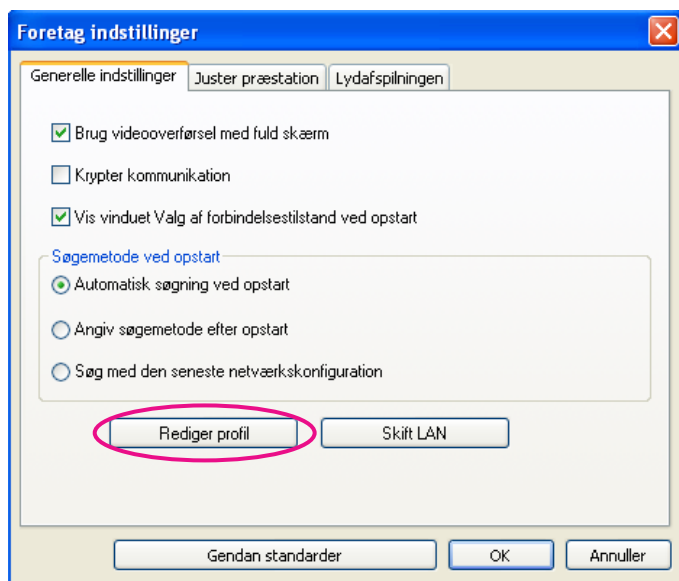 Foretag indstillinger
Generelle indstillinger Juster præstation Lydafspilningen
Brug videooverførsel med fuld skærm
Krypter kommunikation
Vis vinduet Valg af forbindelsestilstand ved opstart
Søgemetode ved opstart
Automatisk søgning ved opstart
Angiv søgemetode efter opstart
Søg med den seneste netværkskonfiguration
Rediger profil Skift LAN
Gendan standarder OK Annuller